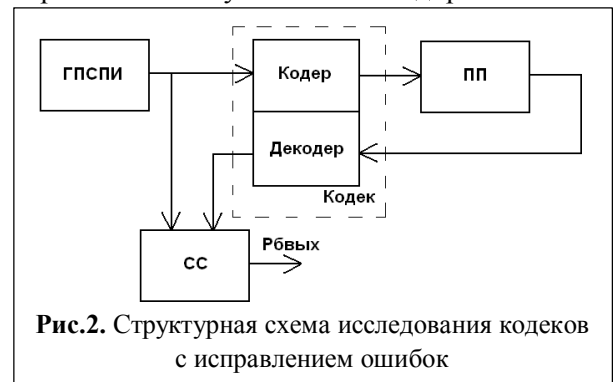 ГПСПИ
Кодер
ПП
Декодер
Кодек
СС
Рбвых
Рис.2. Структурная схема исследования кодеков
с исправлением ошибок